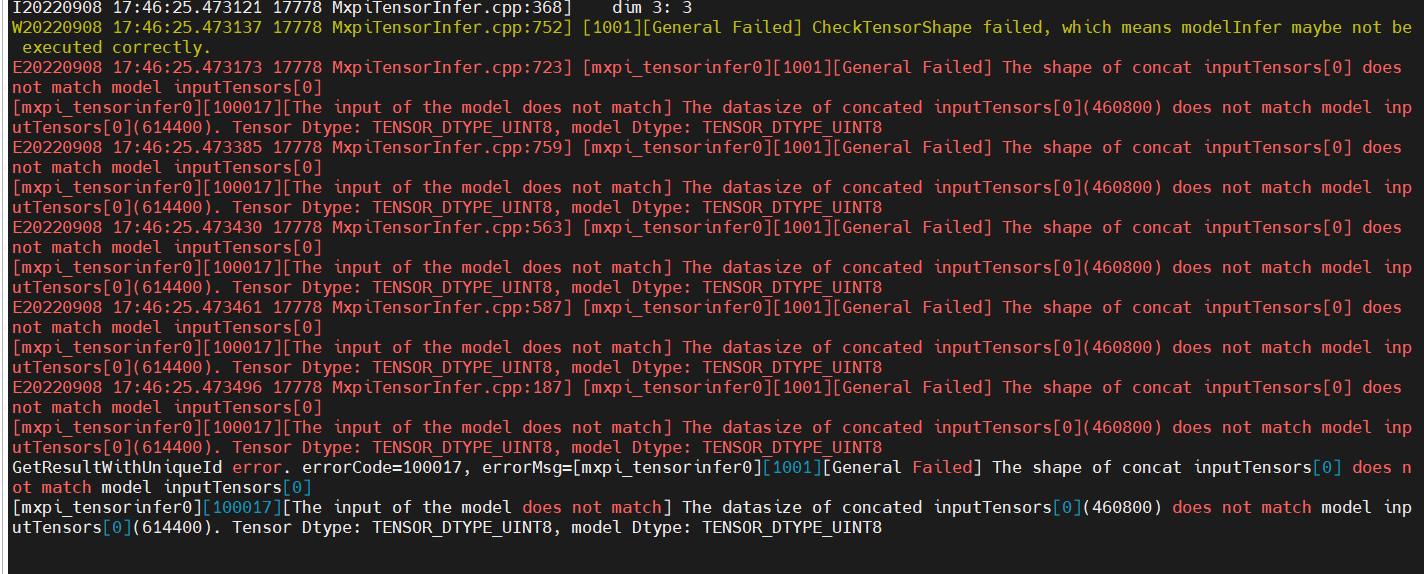 I20220908 17:46:25.473121 17778 MxpiTensorInfer.cpp:368]    dim 3: 3
W20220908 17:46:25.473137 17778 MxpiTensorInfer.cpp:752] [1001][General Failed] CheckTensorShape failed, which means modelInfer maybe not be
 executed correctly.
E20220908 17:46:25.473173 17778 MxpiTensorInfer.cpp:723] [mxpi_tensorinfer0][1001][General Failed] The shape of concat inputTensors[0] does
not match model inputTensors[0]
[mxpi_tensorinfer0][100017][The input of the model does not match] The datasize of concated inputTensors[0](460800) does not match model inp
utTensors[0](614400). Tensor Dtype: TENSOR_DTYPE_UINT8, model Dtype: TENSOR_DTYPE_UINT8
E20220908 17:46:25.473385 17778 MxpiTensorInfer.cpp:759] [mxpi_tensorinfer0][1001][General Failed] The shape of concat inputTensors[0] does
not match model inputTensors[0]
[mxpi_tensorinfer0][100017][The input of the model does not match] The datasize of concated inputTensors[0](460800) does not match model inp
utTensors[0](614400). Tensor Dtype: TENSOR_DTYPE_UINT8, model Dtype: TENSOR_DTYPE_UINT8
E20220908 17:46:25.473430 17778 MxpiTensorInfer.cpp:563] [mxpi_tensorinfer0][1001][General Failed] The shape of concat inputTensors[0] does
not match model inputTensors[0]
[mxpi_tensorinfer0][100017][The input of the model does not match] The datasize of concated inputTensors[0](460800) does not match model inp
utTensors[0](614400). Tensor Dtype: TENSOR_DTYPE_UINT8, model Dtype: TENSOR_DTYPE_UINT8
E20220908 17:46:25.473461 17778 MxpiTensorInfer.cpp:587] [mxpi_tensorinfer0][1001][General Failed] The shape of concat inputTensors[0] does
not match model inputTensors[0]
[mxpi_tensorinfer0][100017][The input of the model does not match] The datasize of concated inputTensors[0](460800) does not match model inp
utTensors[0](614400). Tensor Dtype: TENSOR_DTYPE_UINT8, model Dtype: TENSOR_DTYPE_UINT8
E20220908 17:46:25.473496 17778 MxpiTensorInfer.cpp:187] [mxpi_tensorinfer0][1001][General Failed] The shape of concat inputTensors[0] does
not match model inputTensors[0]
[mxpi_tensorinfer0][100017][The input of the model does not match] The datasize of concated inputTensors[0](460800) does not match model inp
utTensors[0](614400). Tensor Dtype: TENSOR_DTYPE_UINT8, model Dtype: TENSOR_DTYPE_UINT8
GetResultWithUniqueId error. errorCode=100017, errorMsg=[mxpi_tensorinfer0][1001][General Failed] The shape of concat inputTensors[0] does n
ot match model inputTensors[0]
[mxpi_tensorinfer0][100017][The input of the model does not match] The datasize of concated inputTensors[0](460800) does not match model inp
utTensors[0](614400). Tensor Dtype: TENSOR_DTYPE_UINT8, model Dtype: TENSOR_DTYPE_UINT8